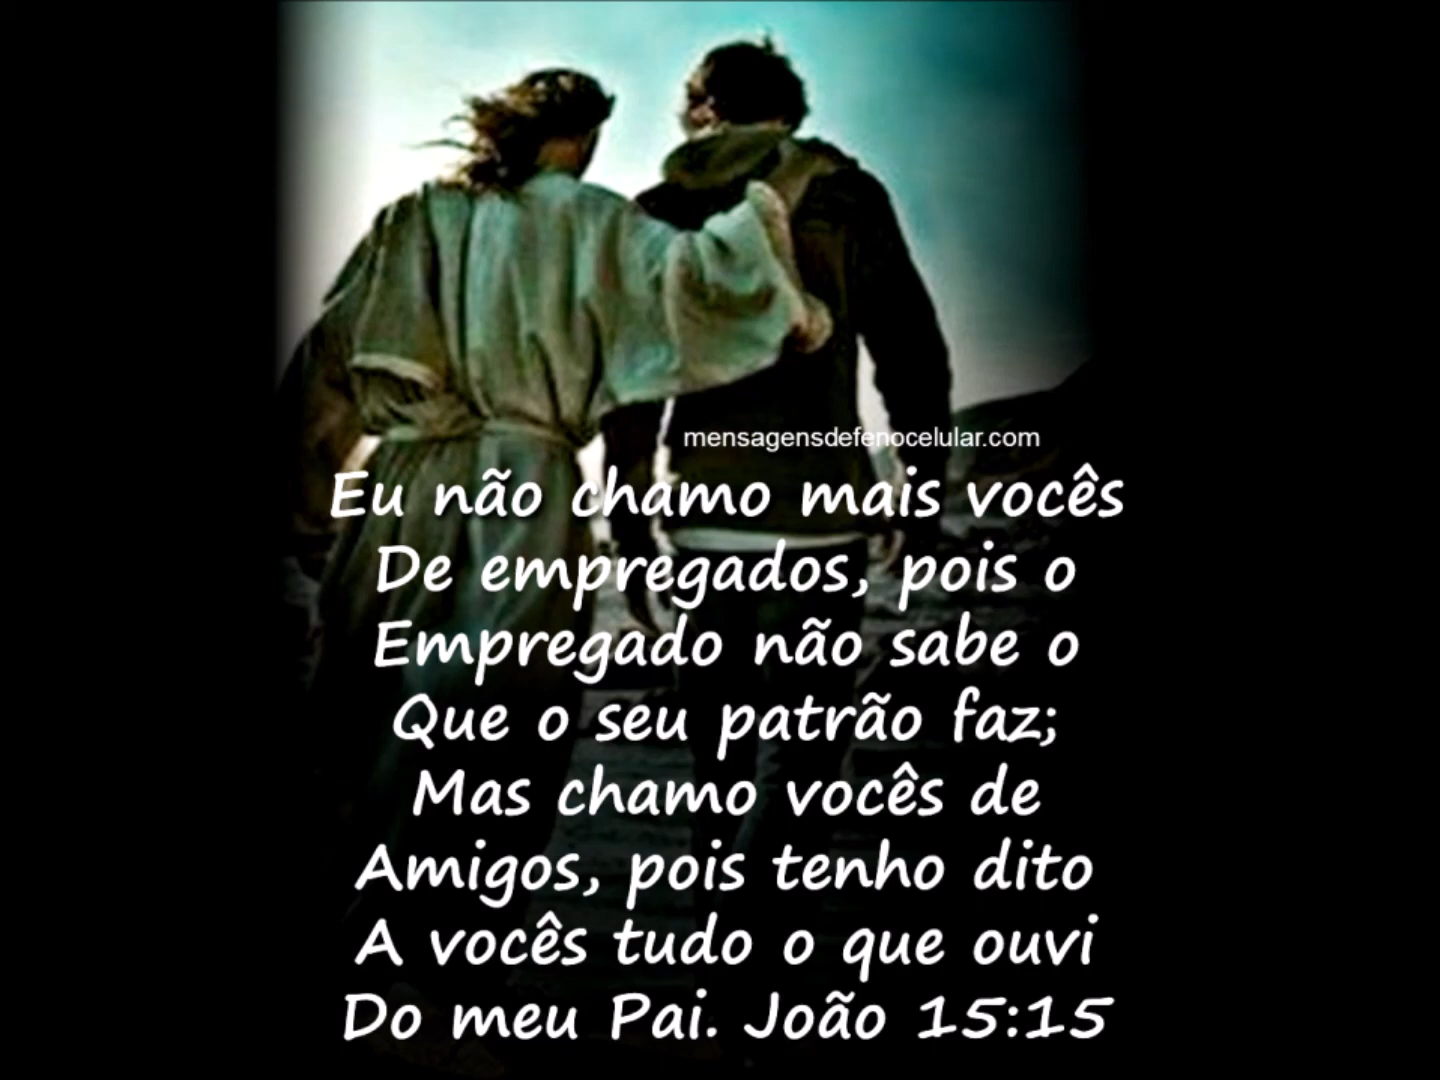 mensagensdefenocelular.com
Eu não chamo mais vocês
De empregados, pois o
Empregado não sabe o
Que o seu patrão faz;
Mas chamo vocês de
Amigos, pois tenho dito
A vocês tudo o que ouvi
Do meu Pai. João 15:15